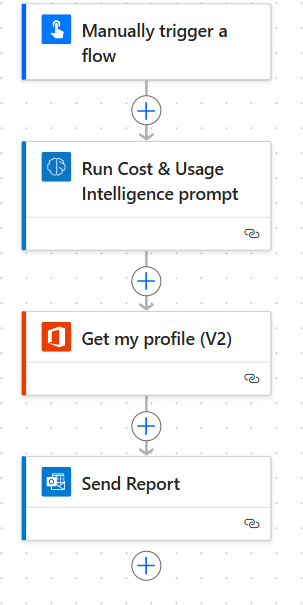 Manually trigger a
flow
Run Cost & Usage
Intelligence prompt
Get my profile (V2)
Send Report